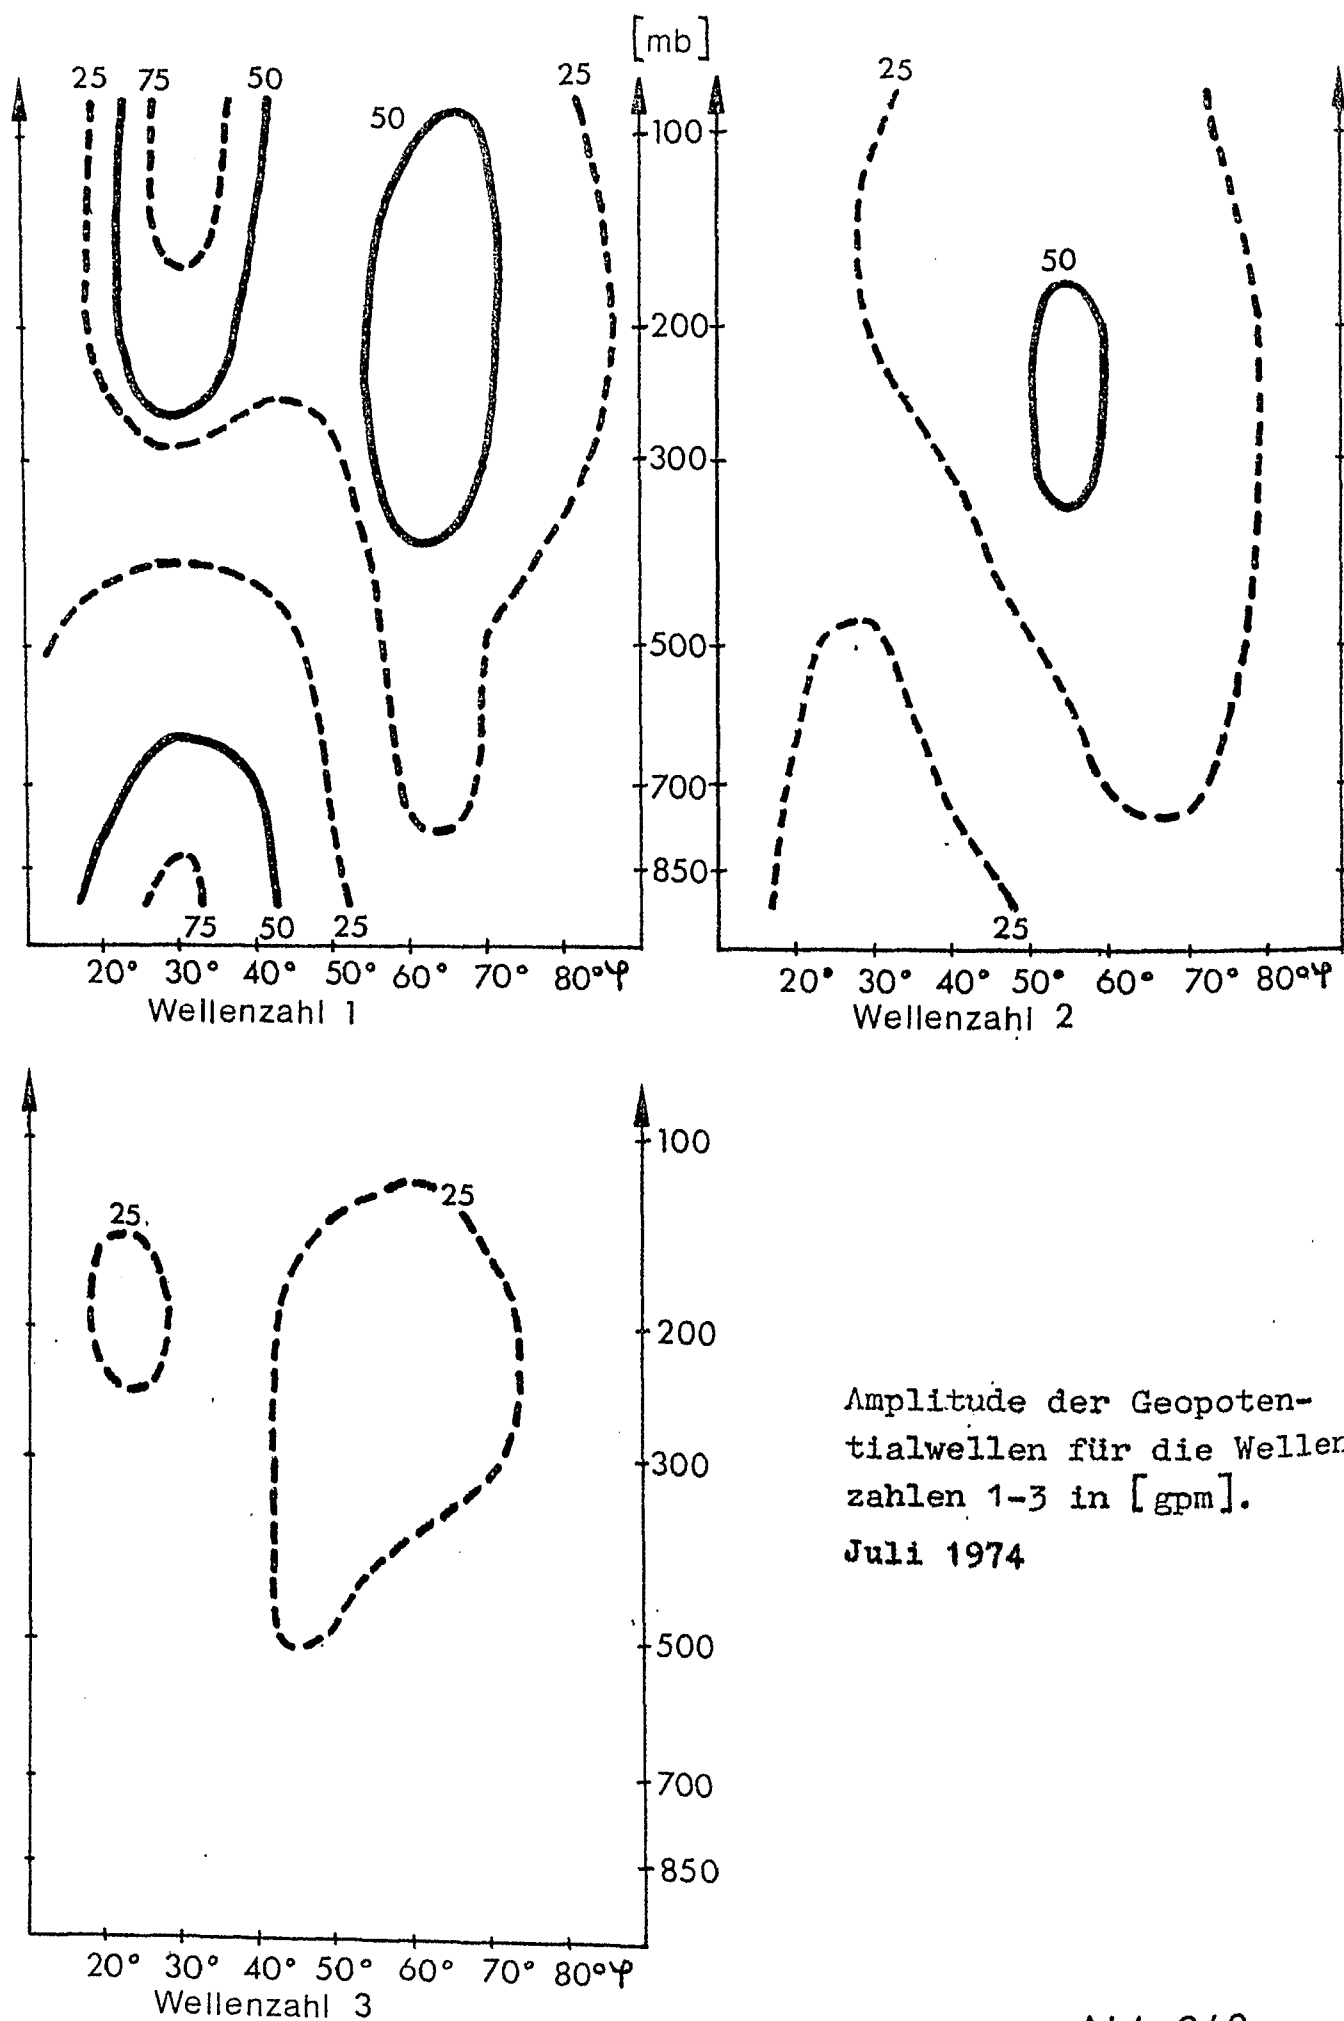 [mb]
25 75 50 50 25
25
100
50
200
300
500
700
850
75 50 25
25
20° 30° 40° 50° 60° 70° 80° φ
Wellenzahl 1
20° 30° 40° 50° 60° 70° 80° φ
Wellenzahl 2
100
25
25
200
300
500
700
850
20° 30° 40° 50° 60° 70° 80° φ
Wellenzahl 3
Amplitude der Geopoten-
tialwellen für die Wellen
zahlen 1-3 in [gpm].
Juli 1974